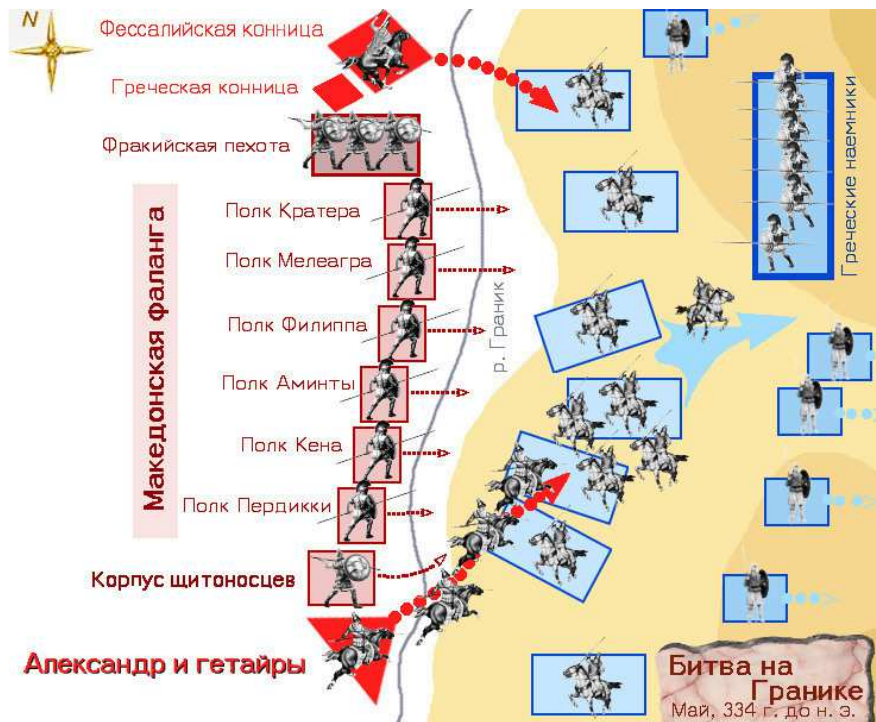 N
Фессалийская конница
Греческая конница
Фракийская пехота
Македонская фаланга
Полк Кратера
Полк Мелеагра
Полк Филиппа
Полк Аминты
Полк Кена
Полк Пердикки
Корпус щитоносцев
Александр и гетайры
р. Граник
Греческие наемники
Битва на
Гранике
Май, 334 г. до н. э.